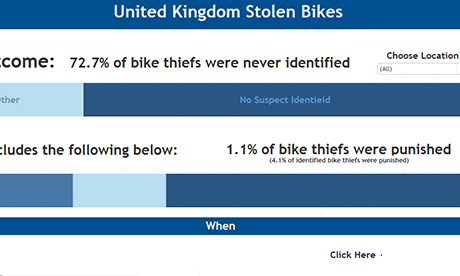 United Kingdom Stolen Bikes
tcome: 72.7% of bike thiefs were never identified
Choose Location
(All)
ther
No Suspect Identieid
cludes the following below:
1.1% of bike thiefs were punished
(4.1% of identified bike thiefs were punished)
When
Click Here